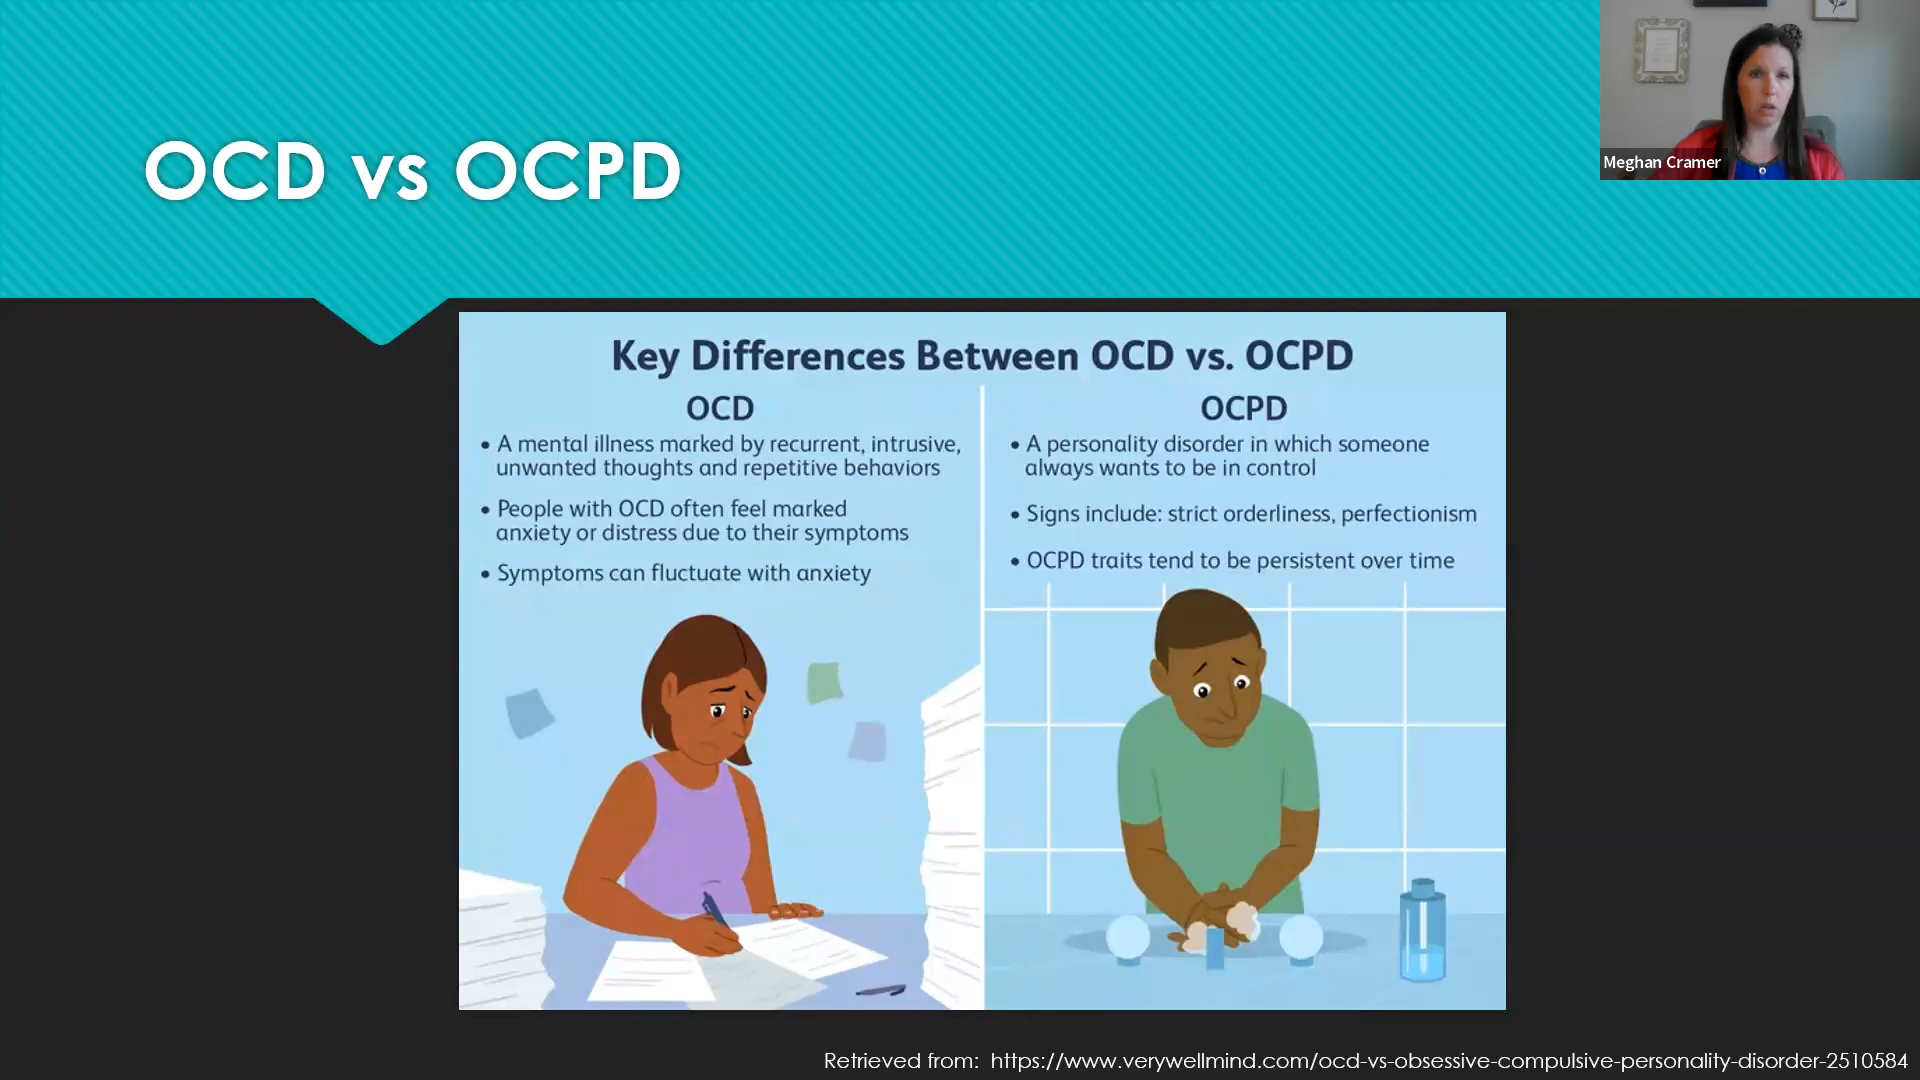 OCD vs OCPD
Meghan Cramer
Key Differences Between OCD vs. OCPD
OCD
• A mental illness marked by recurrent, intrusive,
unwanted thoughts and repetitive behaviors
• People with OCD often feel marked
anxiety or distress due to their symptoms
• Symptoms can fluctuate with anxiety
OCPD
• A personality disorder in which someone
always wants to be in control
• Signs include: strict orderliness, perfectionism
• OCPD traits tend to be persistent over time
Retrieved from: https://www.verywellmind.com/ocd-vs-obsessive-compulsive-personality-disorder-2510584